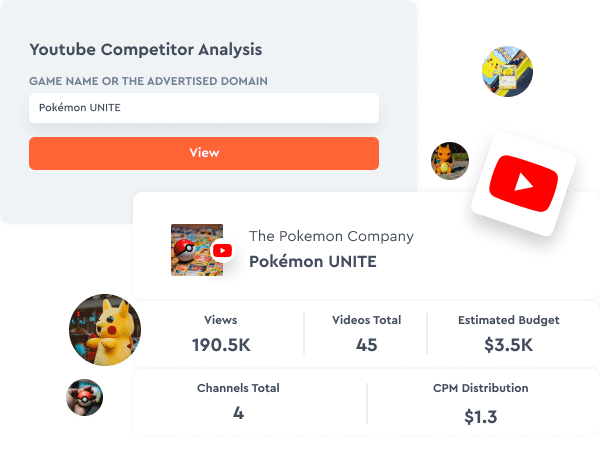 Youtube Competitor Analysis
GAME NAME OR THE ADVERTISED DOMAIN
Pokémon UNITE
View
The Pokemon Company
Pokémon UNITE
Views
190.5K
Videos Total
45
Estimated Budget
$3.5K
Channels Total
4
CPM Distribution
$1.3